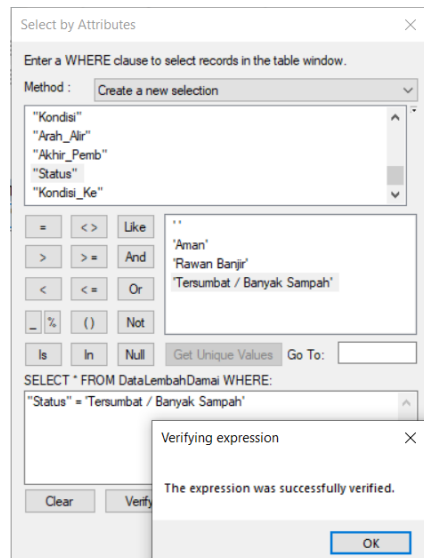 Select by Attributes
Enter a WHERE clause to select records in the table window.
Method : Create a new selection
"Kondisi"
"Arah_Alir"
"Akhir_Pemb"
"Status"
"Kondisi_Ke"
= <> Like
> > = And
< < = Or
_ % () Not
Is In Null
' '
'Aman'
'Rawan Banjir'
'Tersumbat / Banyak Sampah'
Get Unique Values Go To:
SELECT * FROM DataLembahDamai WHERE:
"Status" = 'Tersumbat / Banyak Sampah'
Clear
Verifying expression
The expression was successfully verified.
OK